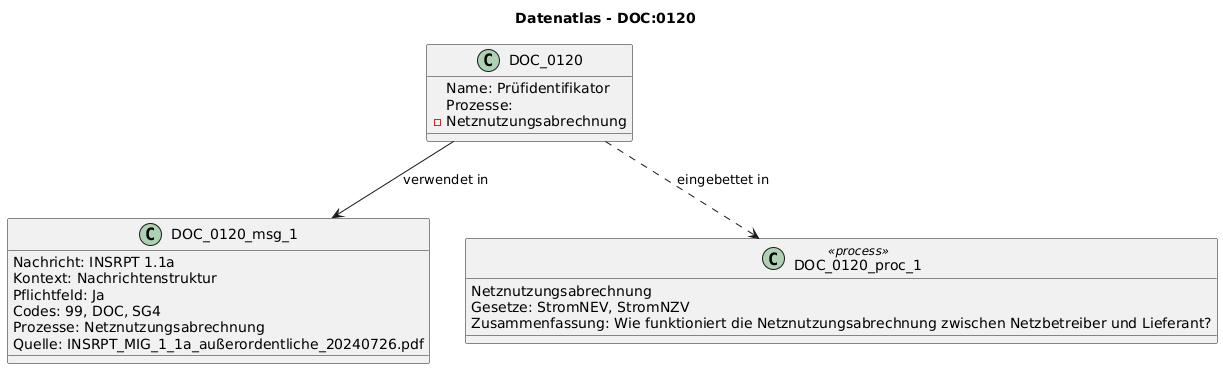 Datenatlas - DOC:0120
C DOC_0120
Name: Prüfidentifikator
Prozesse:
Netznutzungsabrechnung
verwendet in
eingebettet in
C DOC_0120_msg_1
Nachricht: INSRPT 1.1a
Kontext: Nachrichtenstruktur
Pflichtfeld: Ja
Codes: 99, DOC, SG4
Prozesse: Netznutzungsabrechnung
Quelle: INSRPT_MIG_1_1a_außerordentliche_20240726.pdf
«process»
C DOC_0120_proc_1
Netznutzungsabrechnung
Gesetze: StromNEV, StromNZV
Zusammenfassung: Wie funktioniert die Netznutzungsabrechnung zwischen Netzbetreiber und Lieferant?